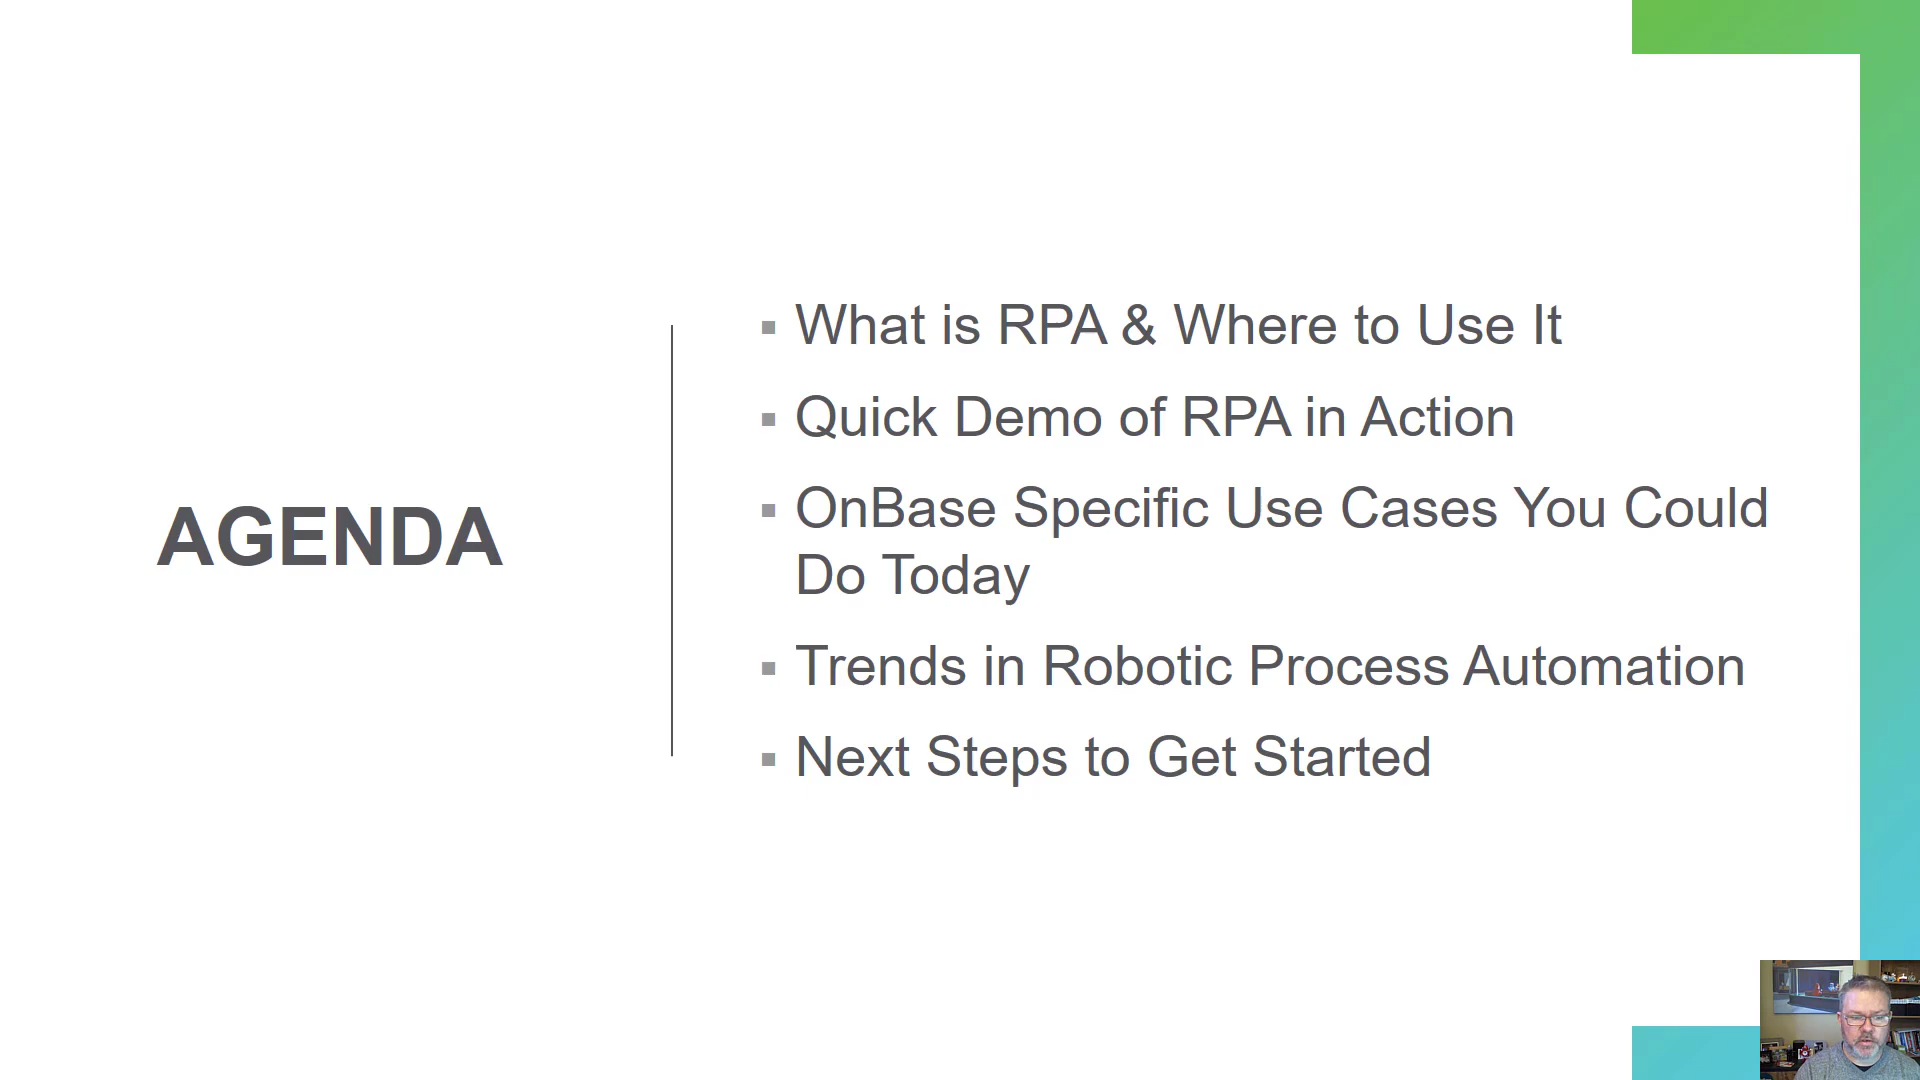 AGENDA
What is RPA & Where to Use It
Quick Demo of RPA in Action
OnBase Specific Use Cases You Could
Do Today
Trends in Robotic Process Automation
Next Steps to Get Started